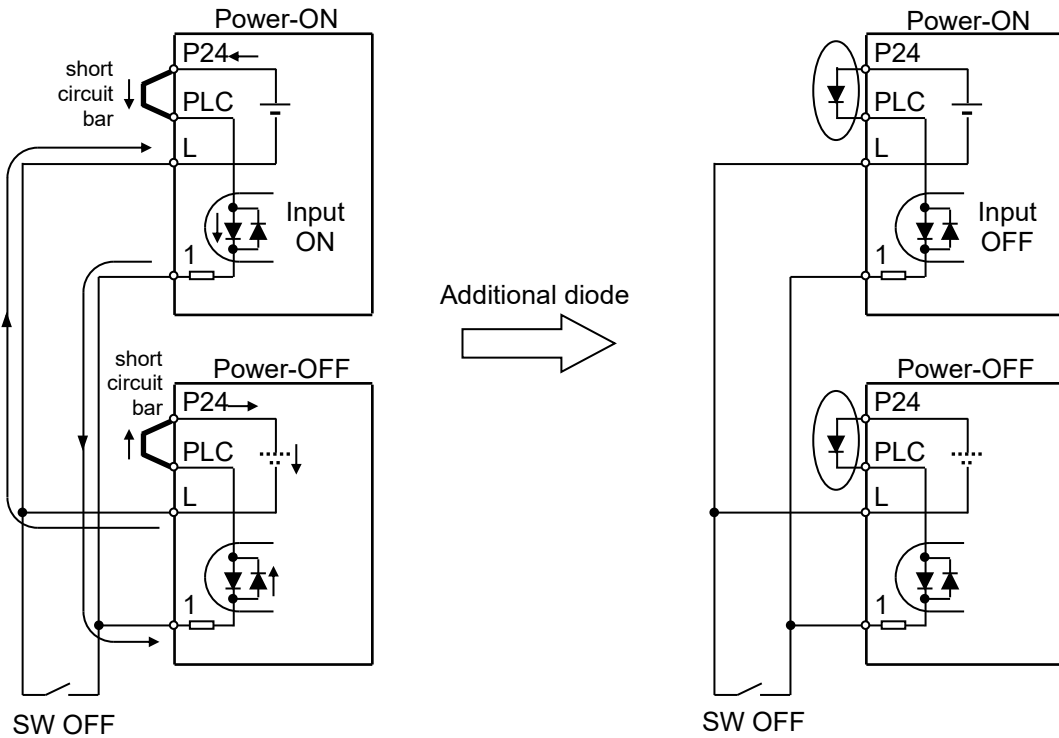 Power-ON
P24
short
circuit
bar
PLC
L
Input
ON
1
Power-OFF
short
circuit
bar
P24
PLC
L
1
SW OFF
Additional diode
Power-ON
P24
PLC
L
Input
OFF
1
Power-OFF
P24
PLC
L
1
SW OFF